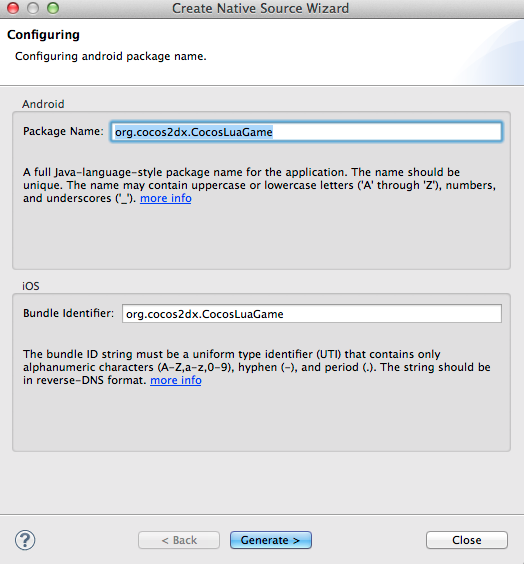 Create Native Source Wizard
Configuring
Configuring android package name.
Android
Package Name: org.cocos2dx.CocosLuaGame
A full Java-language-style package name for the application. The name should be
unique. The name may contain uppercase or lowercase letters ('A' through 'Z'), numbers,
and underscores ('_'). more info
iOS
Bundle Identifier: org.cocos2dx.CocosLuaGame
The bundle ID string must be a uniform type identifier (UTI) that contains only
alphanumeric characters (A-Z,a-z,0-9), hyphen (-), and period (.). The string should be
in reverse-DNS format. more info
? < Back Generate > Close